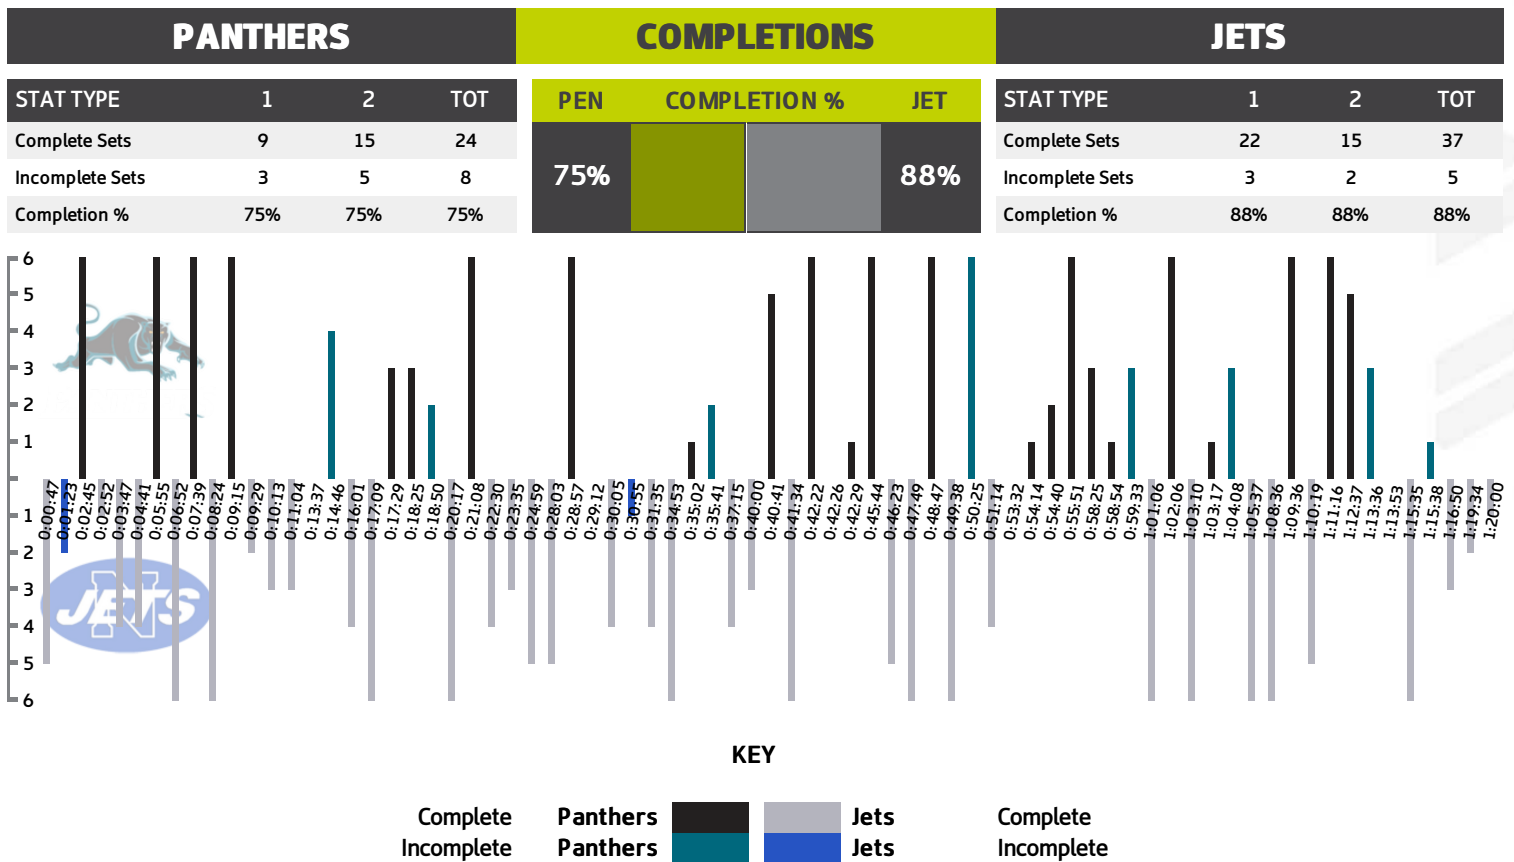 PANTHERS COMPLETIONS JETS
STAT TYPE 1 2 TOT PEN COMPLETION % JET STAT TYPE 1 2 TOT
Complete Sets 9 15 24 Complete Sets 22 15 37
Incomplete Sets 3 5 8 75% 88% Incomplete Sets 3 2 5
Completion % 75% 75% 75% Completion % 88% 88% 88%
6
5
4
3
2
1
0:00:47 0:01:23 0:02:45 0:02:52 0:03:47 0:04:41 0:05:55 0:06:52 0:07:39 0:08:24 0:09:15 0:09:29 0:10:13 0:11:04 0:13:37 0:14:46 0:16:01 0:17:09 0:17:29 0:18:25 0:18:50 0:20:17 0:21:08 0:22:30 0:23:35 0:24:59 0:28:03 0:28:57 0:29:12 0:30:05 0:30:55 0:31:35 0:34:53 0:35:02 0:35:41 0:37:15 0:40:00 0:40:41 0:41:34 0:42:22 0:42:26 0:42:29 0:45:44 0:46:23 0:47:49 0:48:47 0:49:38 0:50:25 0:51:14 0:53:32 0:54:14 0:54:40 0:55:51 0:58:25 0:58:54 0:59:33 1:01:06 1:02:06 1:03:10 1:03:17 1:04:08 1:05:37 1:08:36 1:09:36 1:10:19 1:11:16 1:12:37 1:13:36 1:13:53 1:15:35 1:15:38 1:16:50 1:19:34 1:20:00
1
2
3
N JETS
4
5
6
KEY
Complete Panthers Jets Complete
Incomplete Panthers Jets Incomplete